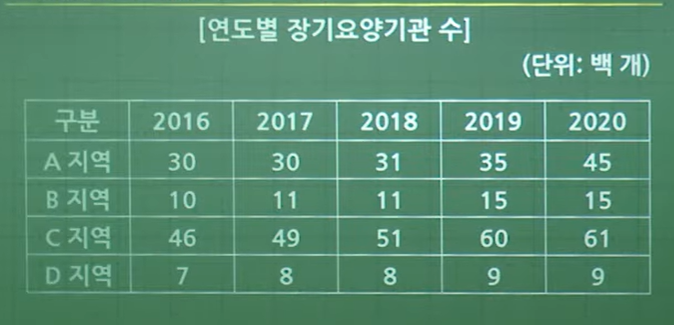 [연도별 장기요양기관 수]
(단위: 백 개)
구분 2016 2017 2018 2019 2020
A 지역 30 30 31 35 45
B 지역 10 11 11 15 15
C 지역 46 49 51 60 61
D 지역 7 8 8 9 9